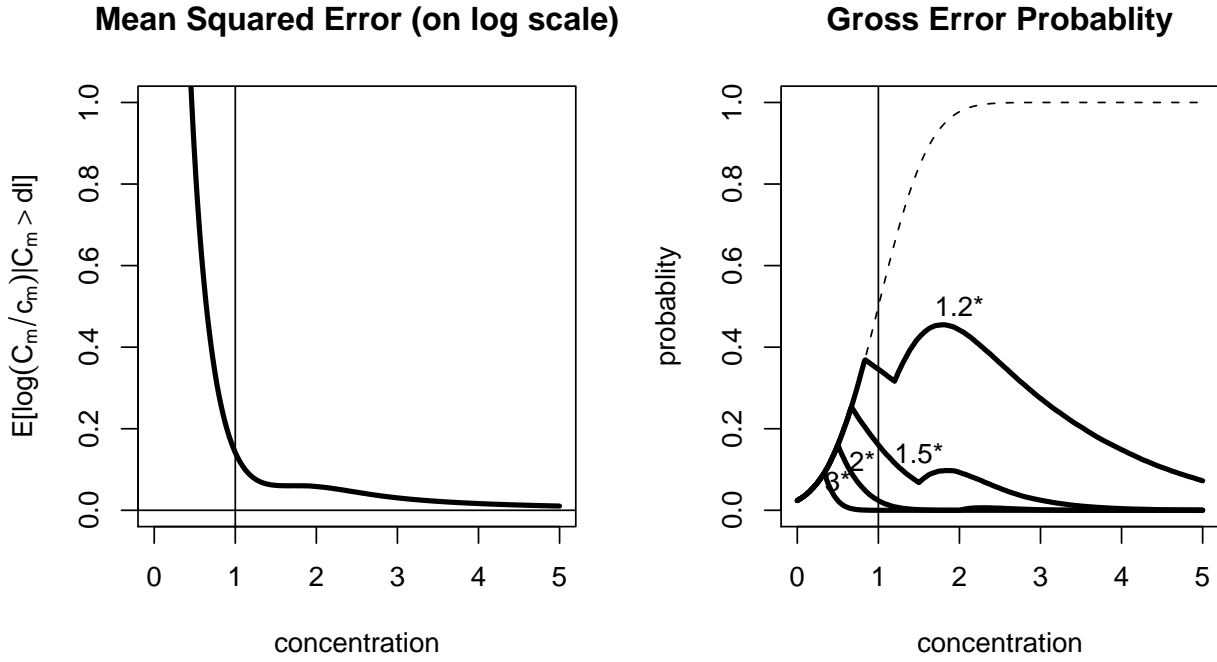 Mean Squared Error (on log scale)
E[log(Cm/cm)|Cm > dl]
0.0 0.2 0.4 0.6 0.8 1.0
0 1 2 3 4 5
concentration
Gross Error Probablity
probablity
0.0 0.2 0.4 0.6 0.8 1.0
1.2*
1.5*
2*
3*
0 1 2 3 4 5
concentration